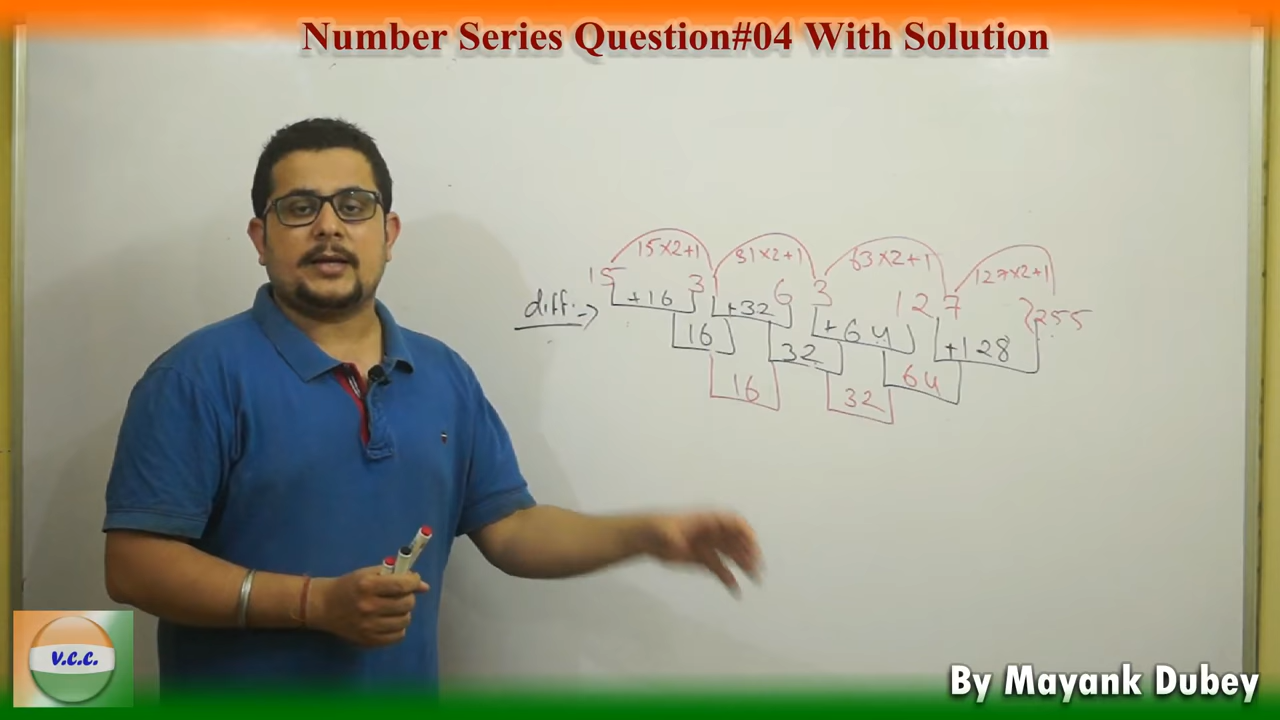 Number Series Question#04 With Solution
15×2+1 31×2+1 63×2+1 127×2+1
15 31 63 127 255
diff:→ +16 +32 +64 +128
16 32 64
16 32
V.C.C.
By Mayank Dubey